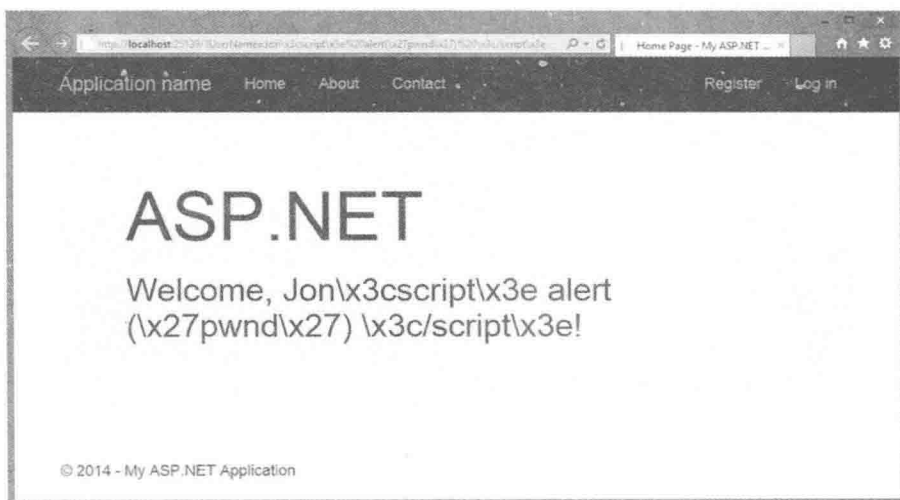 localhost
Home Page - My ASP.NET ...
Application name Home About Contact Register Log in
ASP.NET
Welcome, Jon\x3cscript\x3e alert
(\x27pwnd\x27) \x3c/script\x3e!
© 2014 - My ASP.NET Application